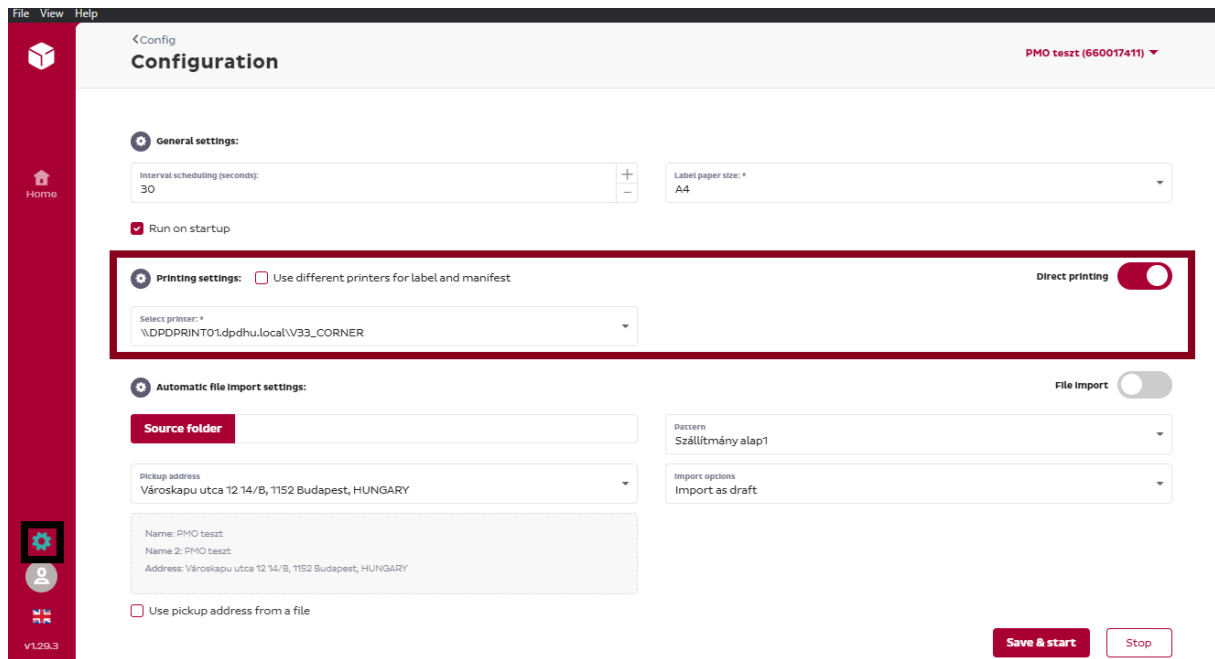 File View Help
Config
Configuration
PMO teszt (660017411)
General settings:
Interval scheduling (seconds):
30
Label paper size: *
A4
Home
Run on startup
Printing settings:
Use different printers for label and manifest
Direct printing
Select printer: *
\\DPDPRINT01.dpdhu.local\V33_CORNER
Automatic file import settings:
File import
Source folder
Pattern
Szállítmány alap1
Pickup address
Városkapu utca 12 14/B, 1152 Budapest, HUNGARY
Import options
Import as draft
Name: PMO teszt
Name 2: PMO teszt
Address: Városkapu utca 12 14/B, 1152 Budapest, HUNGARY
Use pickup address from a file
v1.29.3
Save & start
Stop